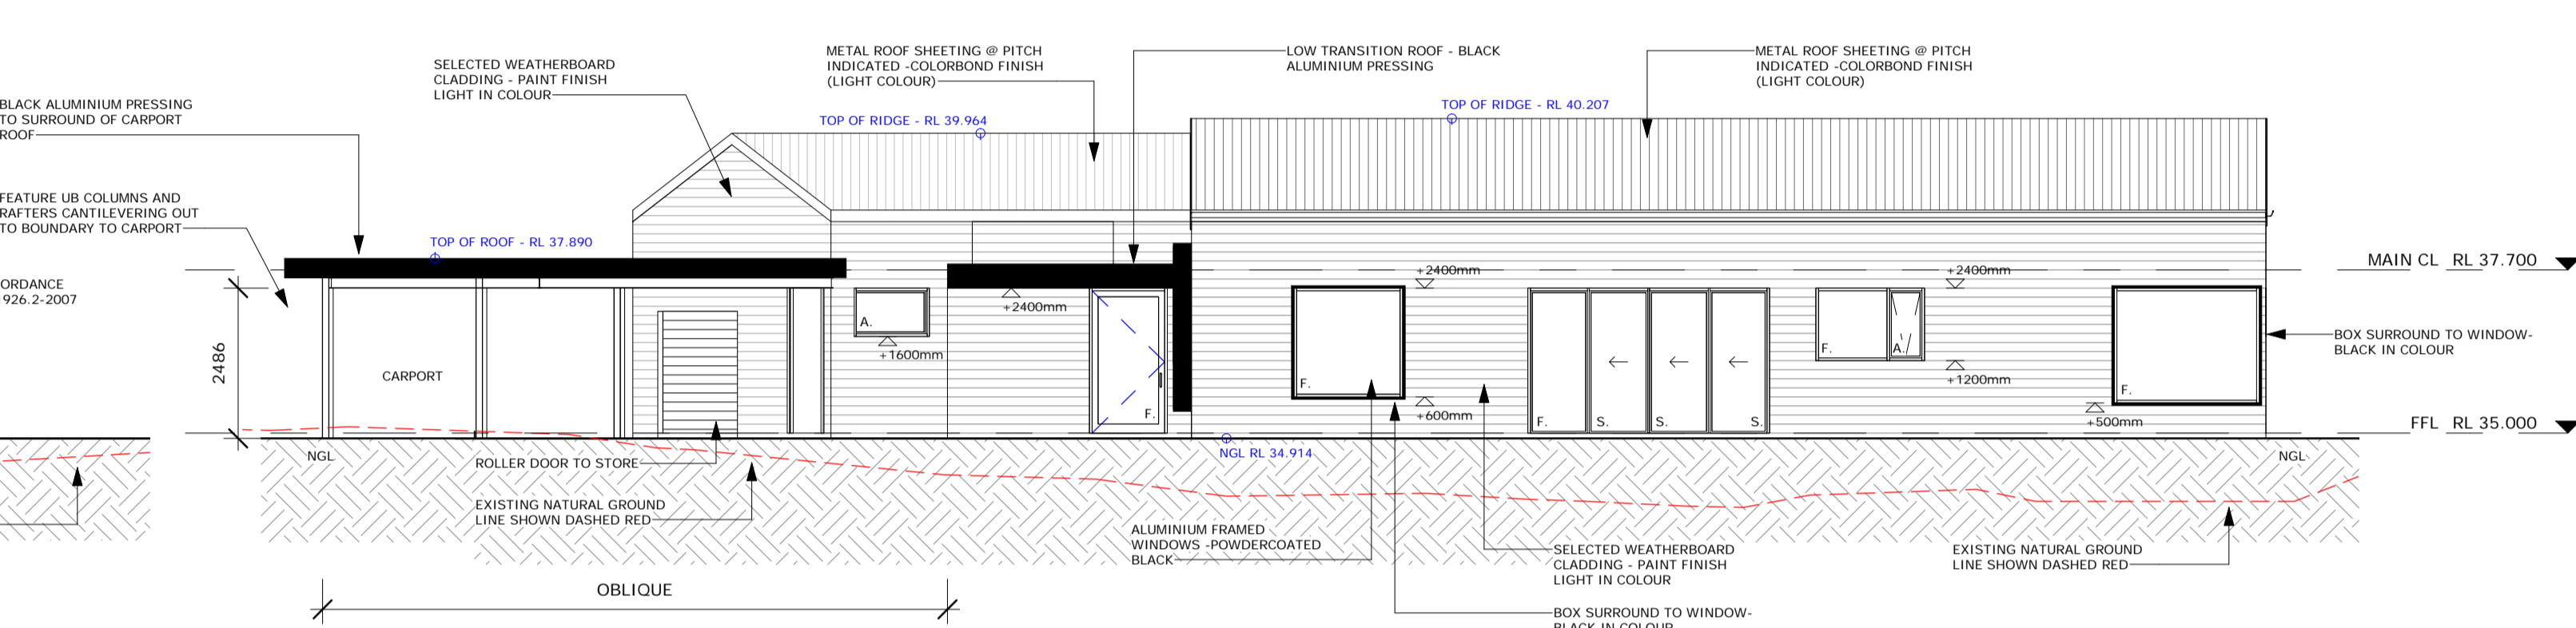 BLACK ALUMINIUM PRESSING
TO SURROUND OF CARPORT
ROOF
FEATURE UB COLUMNS AND
RAFTERS CANTILEVERING OUT
TO BOUNDARY TO CARPORT
ORDANCE
926.2-2007
SELECTED WEATHERBOARD
CLADDING - PAINT FINISH
LIGHT IN COLOUR
METAL ROOF SHEETING @ PITCH
INDICATED -COLORBOND FINISH
(LIGHT COLOUR)
TOP OF RIDGE - RL 39.964
LOW TRANSITION ROOF - BLACK
ALUMINIUM PRESSING
TOP OF RIDGE - RL 40.207
METAL ROOF SHEETING @ PITCH
INDICATED -COLORBOND FINISH
(LIGHT COLOUR)
TOP OF ROOF - RL 37.890
MAIN CL RL 37.700
+2400mm
+2400mm
+2400mm
A.
+1600mm
2486
CARPORT
F.
F.
+600mm
F.
S.
S.
S.
F.
A.
+1200mm
F.
+500mm
BOX SURROUND TO WINDOW-
BLACK IN COLOUR
FFL RL 35.000
NGL
NGL RL 34.914
NGL
ROLLER DOOR TO STORE
EXISTING NATURAL GROUND
LINE SHOWN DASHED RED
ALUMINIUM FRAMED
WINDOWS -POWDERCOATED
BLACK
SELECTED WEATHERBOARD
CLADDING - PAINT FINISH
LIGHT IN COLOUR
EXISTING NATURAL GROUND
LINE SHOWN DASHED RED
OBLIQUE
BOX SURROUND TO WINDOW-
BLACK IN COLOUR